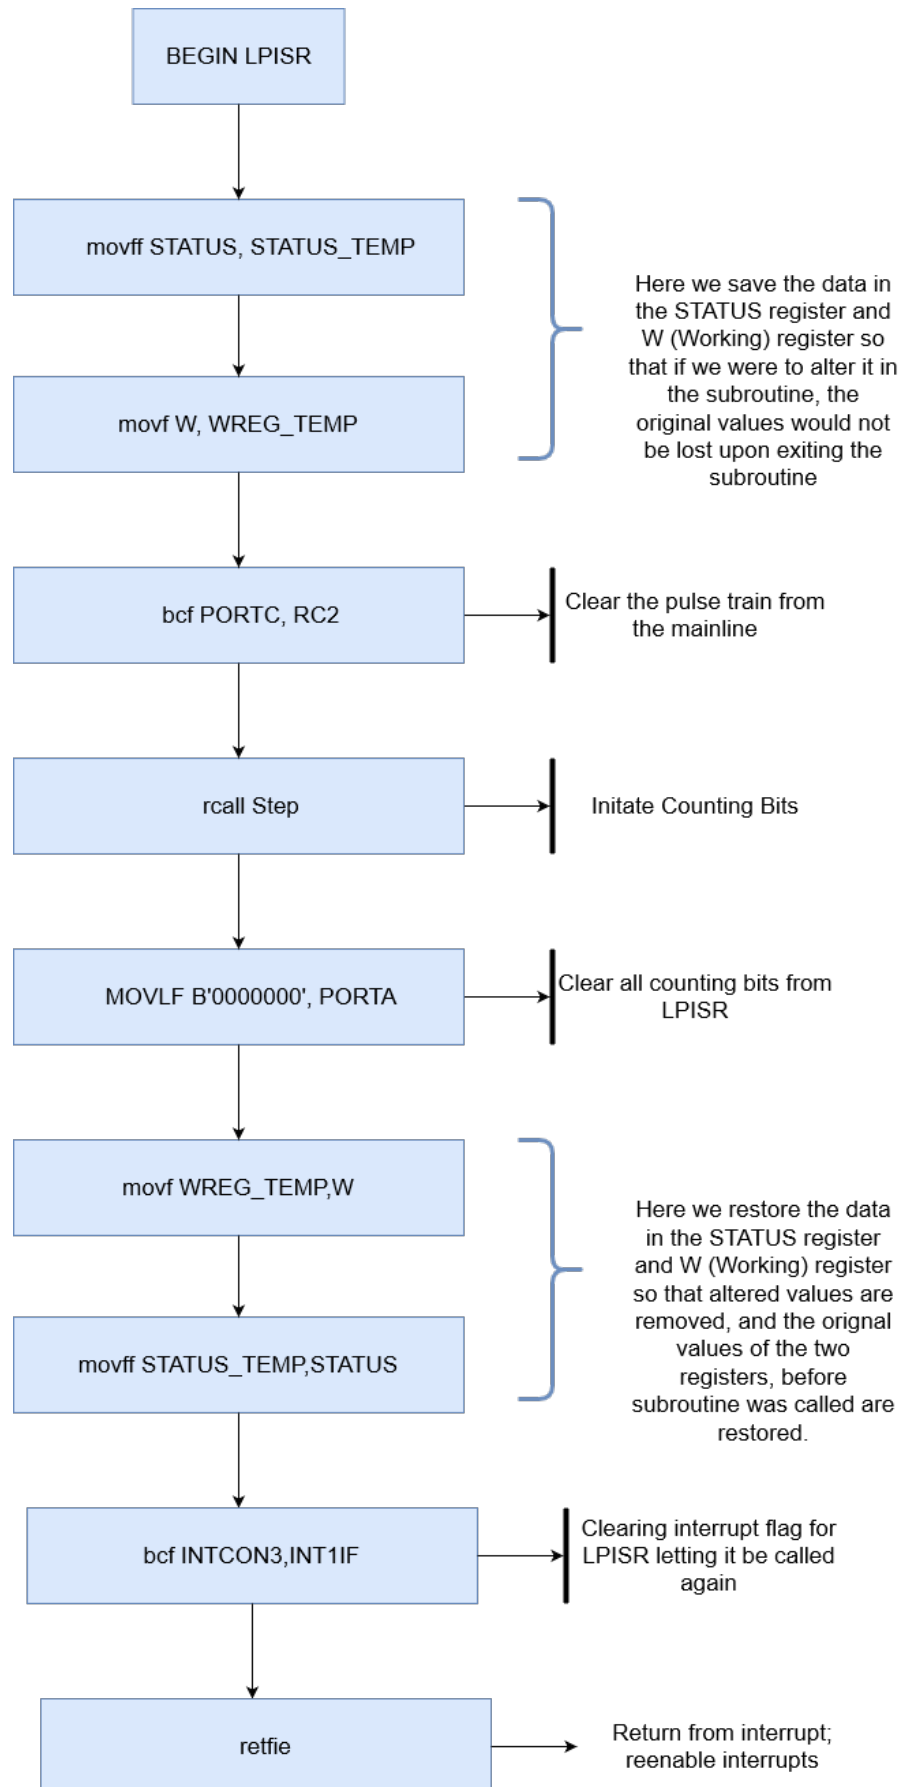 BEGIN LPISR
movff STATUS, STATUS_TEMP
movf W, WREG_TEMP
Here we save the data in
the STATUS register and
W (Working) register so
that if we were to alter it in
the subroutine, the
original values would not
be lost upon exiting the
subroutine
bcf PORTC, RC2
Clear the pulse train from
the mainline
rcall Step
Initate Counting Bits
MOVLF B'0000000', PORTA
Clear all counting bits from
LPISR
movf WREG_TEMP,W
movff STATUS_TEMP,STATUS
Here we restore the data
in the STATUS register
and W (Working) register
so that altered values are
removed, and the orignal
values of the two
registers, before
subroutine was called are
restored.
bcf INTCON3,INT1IF
Clearing interrupt flag for
LPISR letting it be called
again
retfie
Return from interrupt;
reenable interrupts